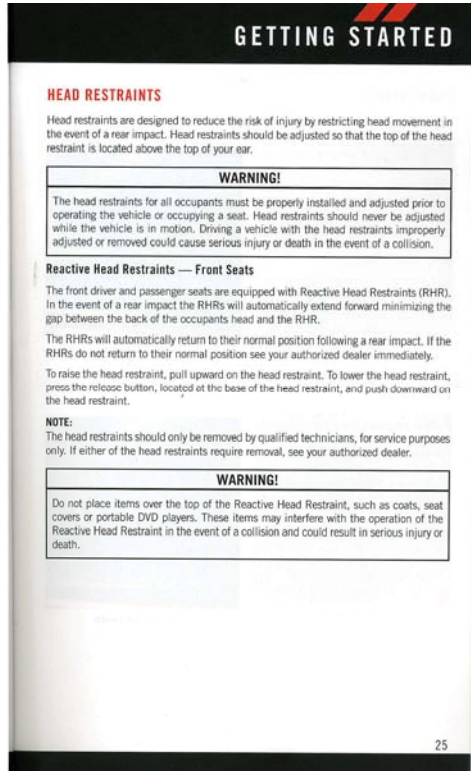 GETTING STARTED
HEAD RESTRAINTS
Head restraints are designed to reduce the risk of injury by restricting head movement in
the event of a rear impact. Head restraints should be adjusted so that the top of the head
restraint is located above the top of your ear.
WARNING!
The head restraints for all occupants must be properly installed and adjusted prior to
operating the vehicle or occupying a seat. Head restraints should never be adjusted
while the vehicle is in motion. Driving a vehicle with the head restraints improperly
adjusted or removed could cause serious injury or death in the event of a collision.
Reactive Head Restraints — Front Seats
The front driver and passenger seats are equipped with Reactive Head Restraints (RHR).
In the event of a rear impact the RHRs will automatically extend forward minimizing the
gap between the back of the occupants head and the RHR.
The RHRs will automatically return to their normal position following a rear impact. If the
RHRs do not return to their normal position see your authorized dealer immediately.
To raise the head restraint, pull upward on the head restraint. To lower the head restraint,
press the release button, located at the base of the head restraint, and push downward on
the head restraint.
NOTE:
The head restraints should only be removed by qualified technicians, for service purposes
only. If either of the head restraints require removal, see your authorized dealer.
WARNING!
Do not place items over the top of the Reactive Head Restraint, such as coats, seat
covers or portable DVD players. These items may interfere with the operation of the
Reactive Head Restraint in the event of a collision and could result in serious injury or
death.
25